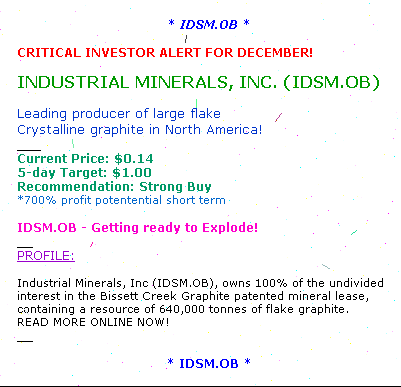 * IDSM.OB *
CRITICAL INVESTOR ALERT FOR DECEMBER!
INDUSTRIAL MINERALS, INC. (IDSM.OB)
Leading producer of large flake
Crystalline graphite in North America!
Current Price: $0.14
5-day Target: $1.00
Recommendation: Strong Buy
*700% profit potentential short term
IDSM.OB - Getting ready to Explode!
PROFILE:
Industrial Minerals, Inc (IDSM.OB), owns 100% of the undivided
interest in the Bissett Creek Graphite patented mineral lease,
containing a resource of 640,000 tonnes of flake graphite.
READ MORE ONLINE NOW!
* IDSM.OB *